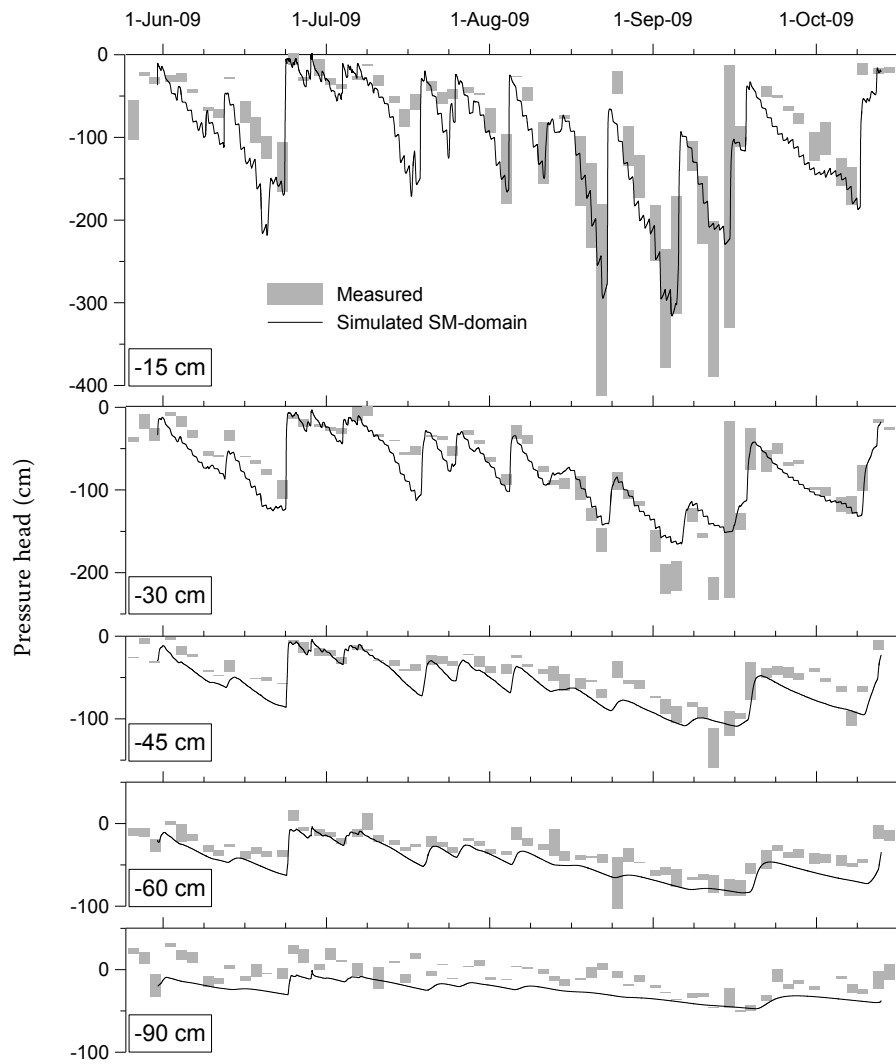 1-Jun-09 1-Jul-09 1-Aug-09 1-Sep-09 1-Oct-09
0
-100
-200
-300
-400
Measured
Simulated SM-domain
-15 cm
0
-100
-200
-30 cm
Pressure head (cm)
0
-100
-45 cm
0
-100
-60 cm
0
-100
-90 cm